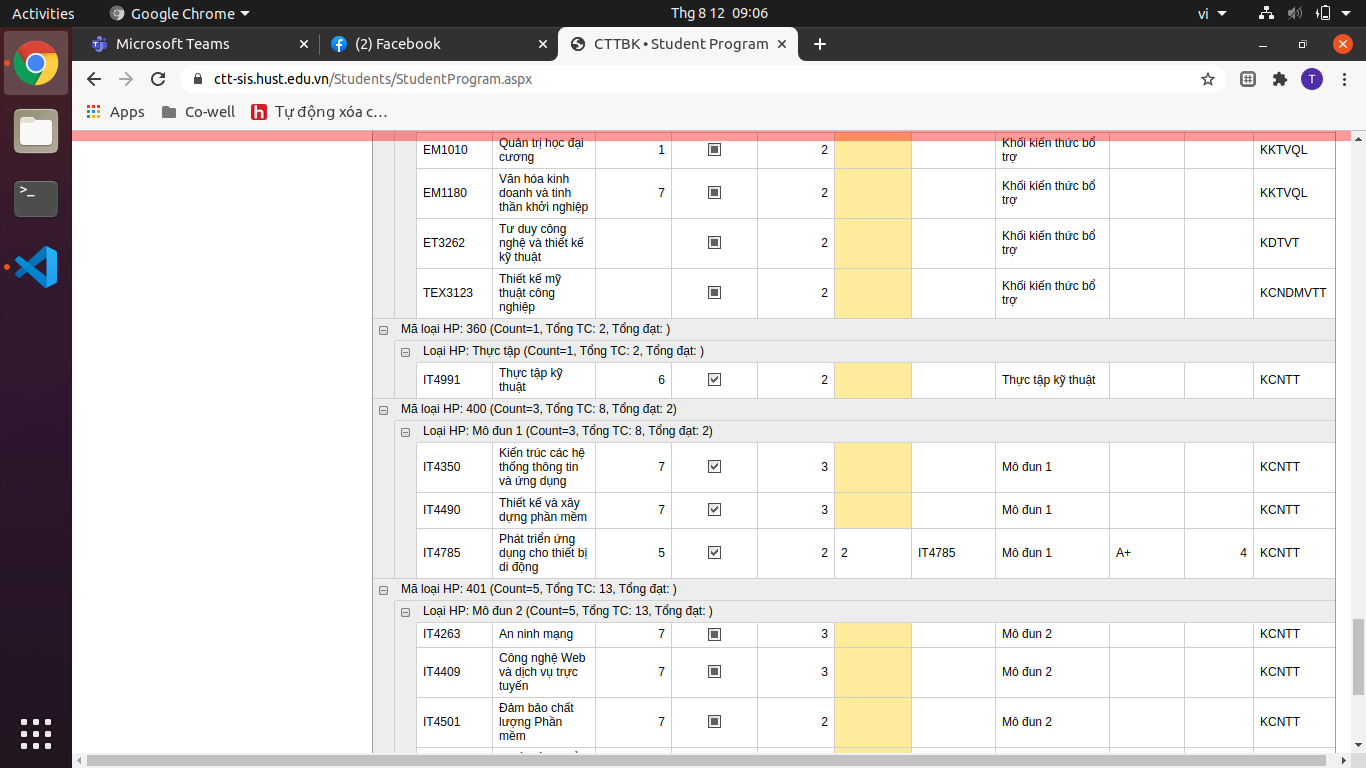 Activities Google Chrome Thg 8 12 09:06 vi
Microsoft Teams (2) Facebook CTTBK • Student Program
ctt-sis.hust.edu.vn/Students/StudentProgram.aspx T
Apps Co-well h Tự động xóa c…
EM1010 Quản trị học đại 1 2 Khối kiến thức bổ KKTVQL
cương trợ
EM1180 Văn hóa kinh 7 2 Khối kiến thức bổ KKTVQL
doanh và tinh trợ
thần khởi nghiệp
ET3262 Tư duy công 2 Khối kiến thức bổ KDTVT
nghệ và thiết kế trợ
kỹ thuật
TEX3123 Thiết kế mỹ 2 Khối kiến thức bổ KCNDMVTT
thuật công trợ
nghiệp
Mã loại HP: 360 (Count=1, Tổng TC: 2, Tổng đạt: )
Loại HP: Thực tập (Count=1, Tổng TC: 2, Tổng đạt: )
IT4991 Thực tập kỹ 6 2 Thực tập kỹ thuật KCNTT
thuật
Mã loại HP: 400 (Count=3, Tổng TC: 8, Tổng đạt: 2)
Loại HP: Mô đun 1 (Count=3, Tổng TC: 8, Tổng đạt: 2)
IT4350 Kiến trúc các hệ 7 3 Mô đun 1 KCNTT
thống thông tin
và ứng dụng
IT4490 Thiết kế và xây 7 3 Mô đun 1 KCNTT
dựng phần mềm
IT4785 Phát triển ứng 5 2 2 IT4785 Mô đun 1 A+ 4 KCNTT
dụng cho thiết bị
di động
Mã loại HP: 401 (Count=5, Tổng TC: 13, Tổng đạt: )
Loại HP: Mô đun 2 (Count=5, Tổng TC: 13, Tổng đạt: )
IT4263 An ninh mạng 7 3 Mô đun 2 KCNTT
IT4409 Công nghệ Web 7 3 Mô đun 2 KCNTT
và dịch vụ trực
tuyến
IT4501 Đảm bảo chất 7 2 Mô đun 2 KCNTT
lượng Phần
mềm